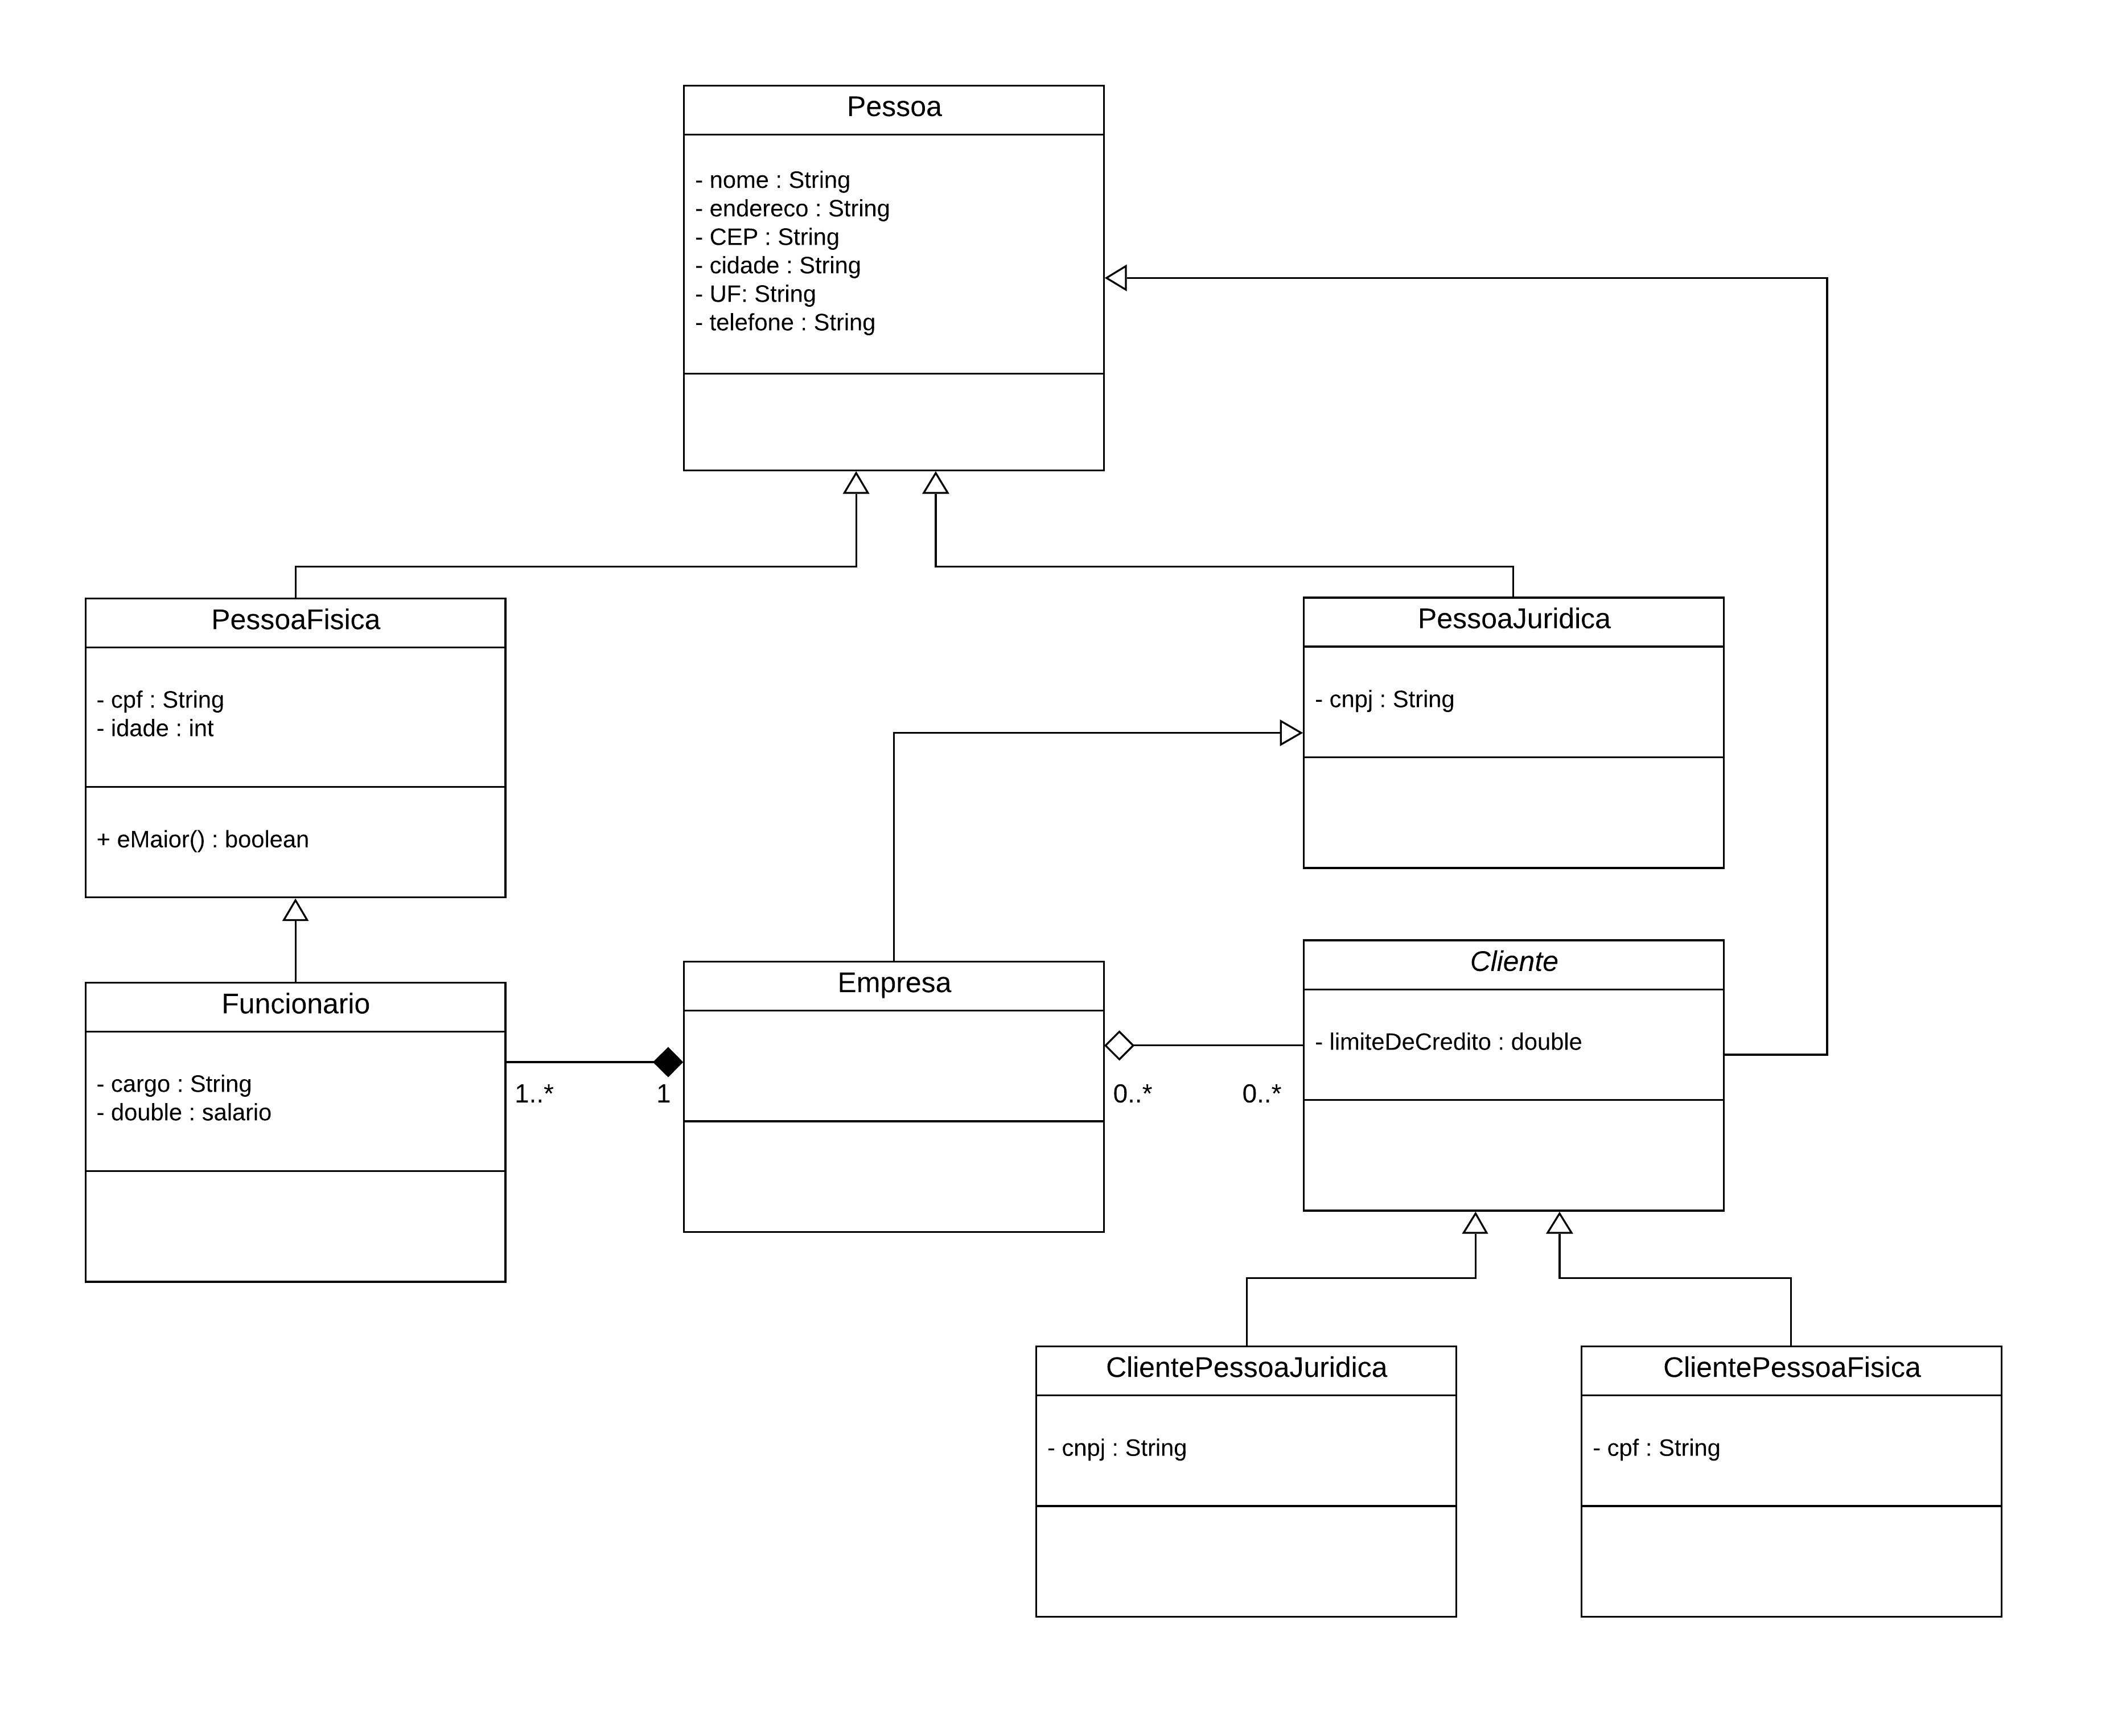 Pessoa
- nome : String
- endereco : String
- CEP : String
- cidade : String
- UF: String
- telefone : String
PessoaFisica
- cpf : String
- idade : int
+ eMaior() : boolean
PessoaJuridica
- cnpj : String
Funcionario
- cargo : String
- double : salario
1..*
1
Empresa
0..*
0..*
Cliente
- limiteDeCredito : double
ClientePessoaJuridica
- cnpj : String
ClientePessoaFisica
- cpf : String